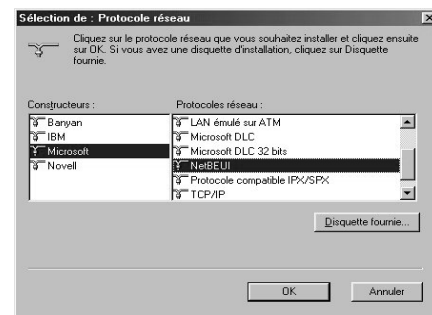 Sélection de : Protocole réseau
Cliquez sur le protocole réseau que vous souhaitez installer et cliquez ensuite
sur OK. Si vous avez une disquette d'installation, cliquez sur Disquette
fournie.
Constructeurs :
Banyan
IBM
Microsoft
Novell
Protocoles réseau :
LAN émulé sur ATM
Microsoft DLC
Microsoft DLC 32 bits
NetBEUI
Protocole compatible IPX/SPX
TCP/IP
Disquette fournie...
OK
Annuler